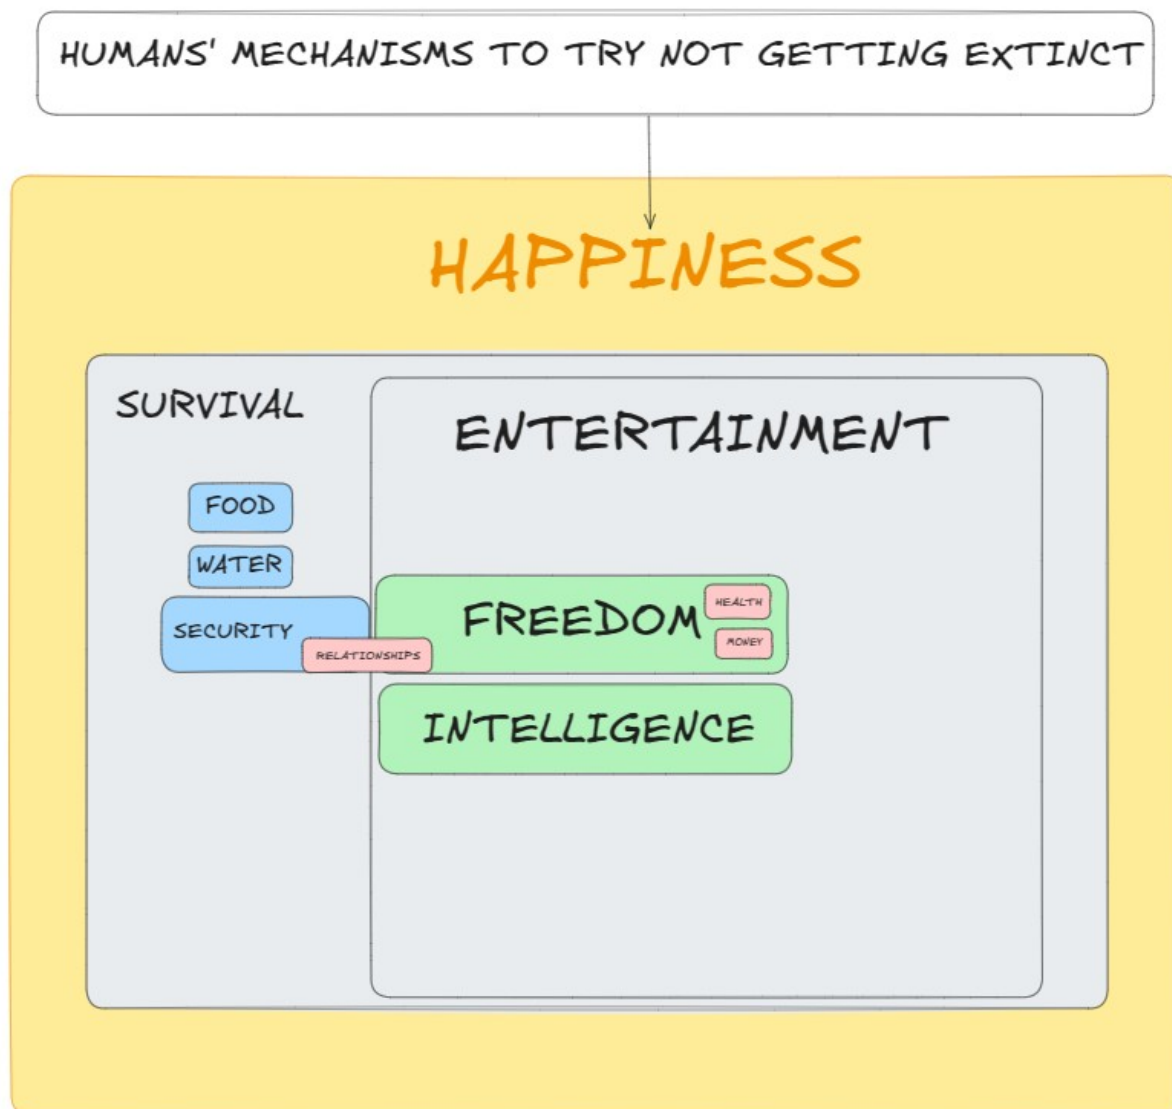 HUMANS' MECHANISMS TO TRY NOT GETTING EXTINCT
HAPPINESS
SURVIVAL
ENTERTAINMENT
FOOD
WATER
SECURITY
RELATIONSHIPS
FREEDOM
HEALTH
MONEY
INTELLIGENCE